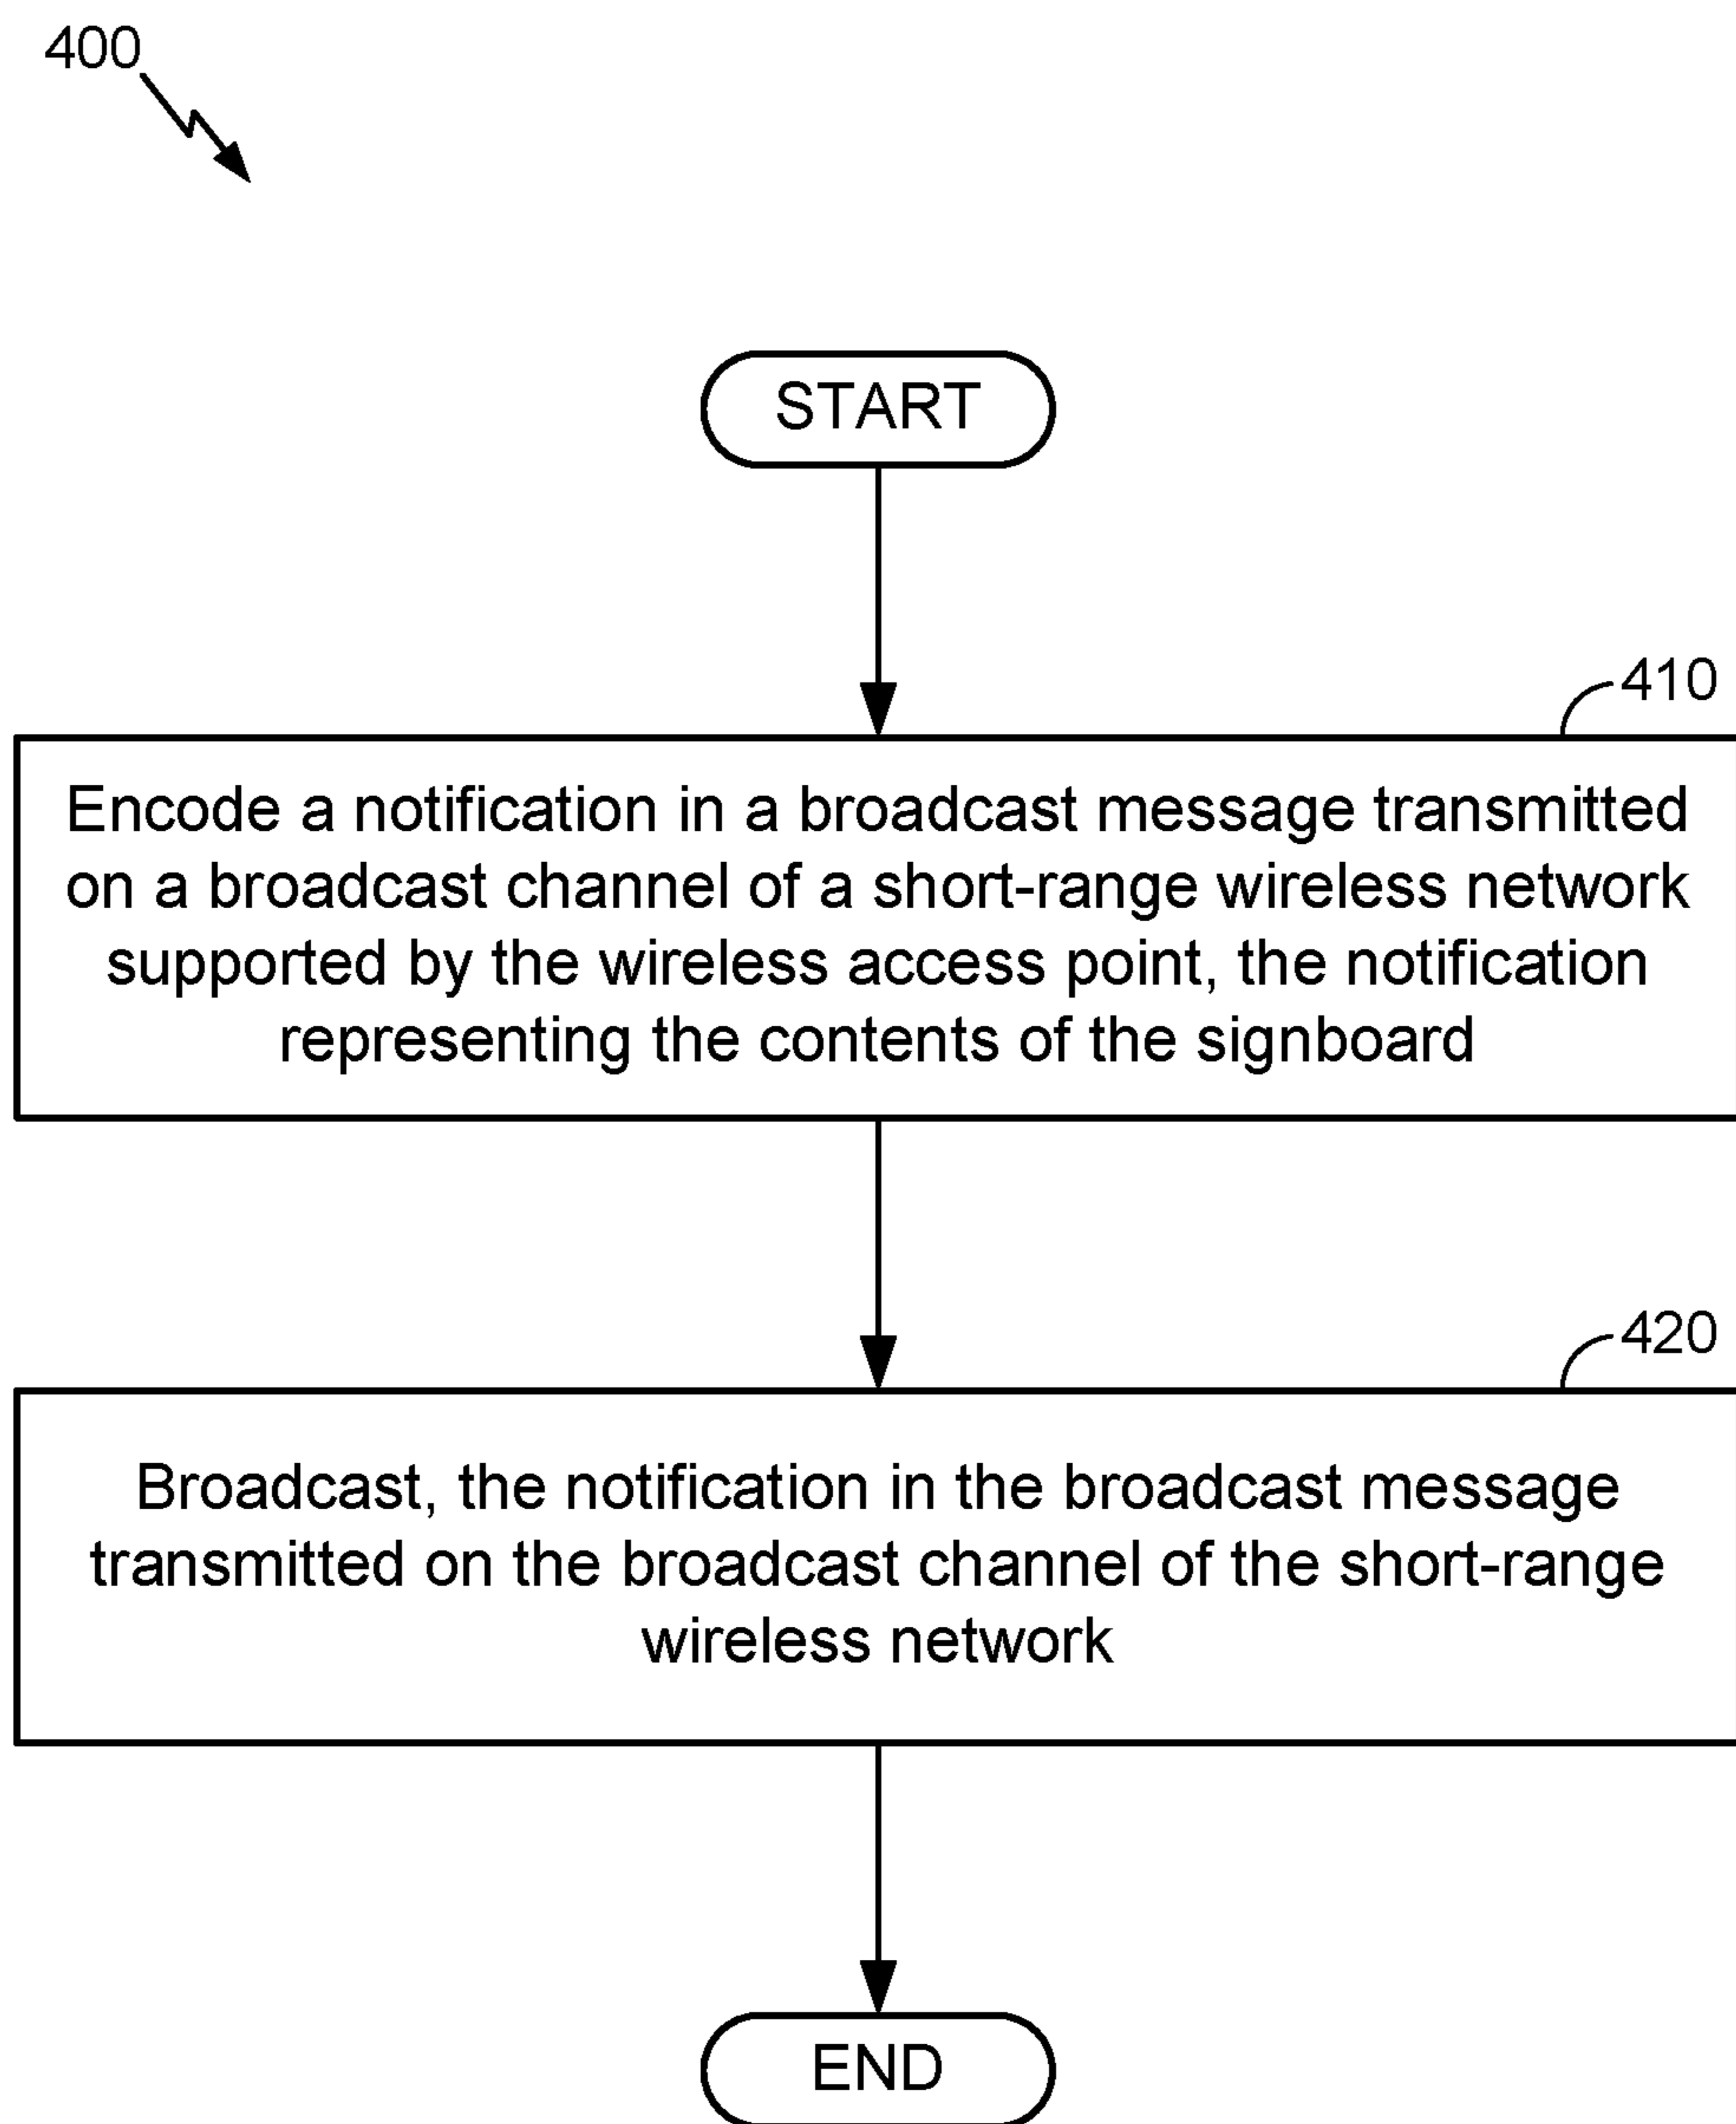 400
START
410
Encode a notification in a broadcast message transmitted
on a broadcast channel of a short-range wireless network
supported by the wireless access point, the notification
representing the contents of the signboard
420
Broadcast, the notification in the broadcast message
transmitted on the broadcast channel of the short-range
wireless network
END